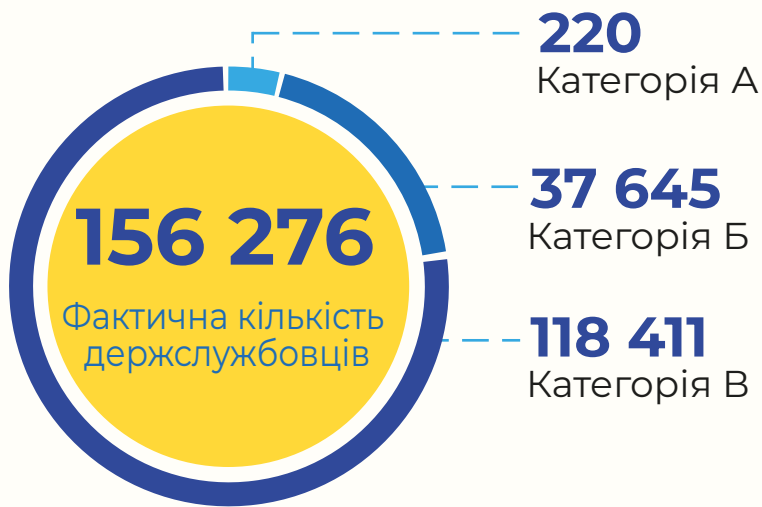 220
Категорія А
37 645
Категорія Б
118 411
Категорія В
156 276
Фактична кількість
держслужбовців